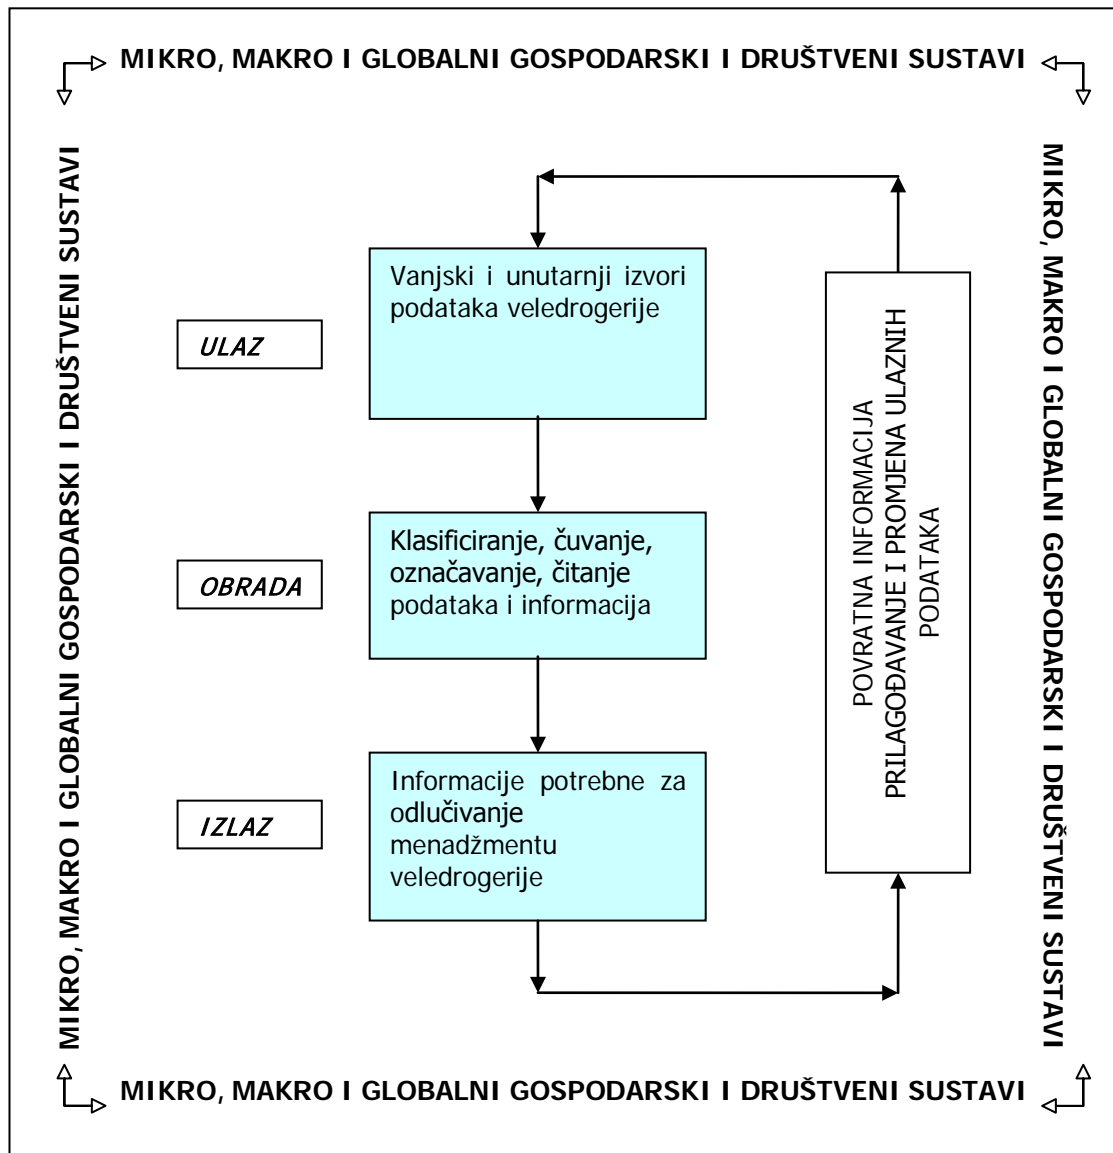 MIKRO, MAKRO I GLOBALNI GOSPODARSKI I DRUŠTVENI SUSTAVI
MIKRO, MAKRO I GLOBALNI GOSPODARSKI I DRUŠTVENI SUSTAVI
ULAZ
Vanjski i unutarnji izvori
podataka veledrogerije
OBRADA
Klasificiranje, čuvanje,
označavanje, čitanje
podataka i informacija
IZLAZ
Informacije potrebne za
odlučivanje
menadžmentu
veledrogerije
POVRATNA INFORMACIJA
PRILAGOĐAVANJE I PROMJENA ULAZNIH
PODATAKA
MIKRO, MAKRO I GLOBALNI GOSPODARSKI I DRUŠTVENI SUSTAVI
MIKRO, MAKRO I GLOBALNI GOSPODARSKI I DRUŠTVENI SUSTAVI